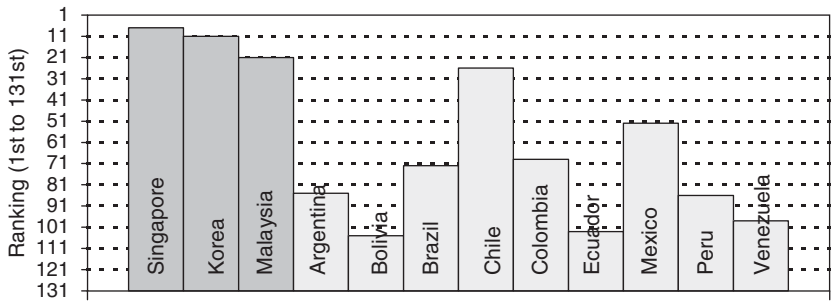 Ranking (1st to 131st)
1
11
21
31
41
51
61
71
81
91
101
111
121
131
Singapore
Korea
Malaysia
Argentina
Bolivia
Brazil
Chile
Colombia
Ecuador
Mexico
Peru
Venezuela